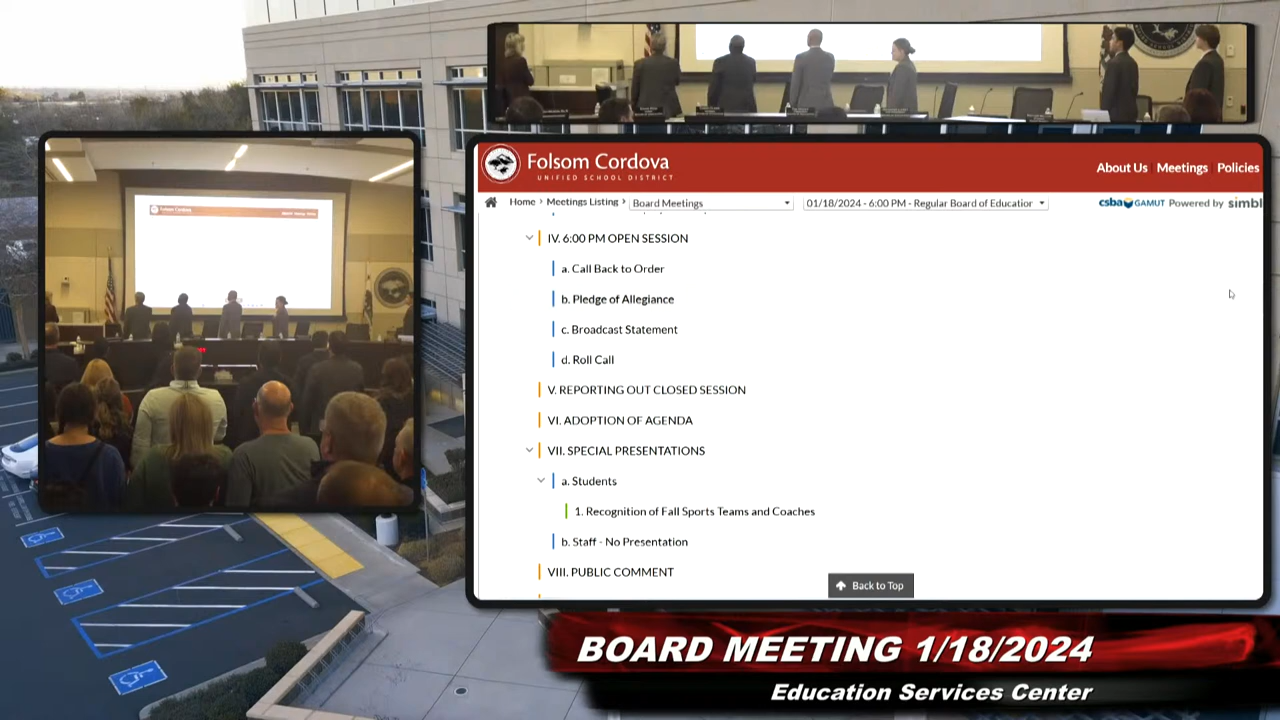 Folsom Cordova
UNIFIED SCHOOL DISTRICT
About Us Meetings Policies
Home › Meetings Listing › Board Meetings 01/18/2024 - 6:00 PM - Regular Board of Education csba GAMUT Powered by simbl
IV. 6:00 PM OPEN SESSION
a. Call Back to Order
b. Pledge of Allegiance
c. Broadcast Statement
d. Roll Call
V. REPORTING OUT CLOSED SESSION
VI. ADOPTION OF AGENDA
VII. SPECIAL PRESENTATIONS
a. Students
1. Recognition of Fall Sports Teams and Coaches
b. Staff - No Presentation
VIII. PUBLIC COMMENT
Back to Top
BOARD MEETING 1/18/2024
Education Services Center
Folsom Cordova